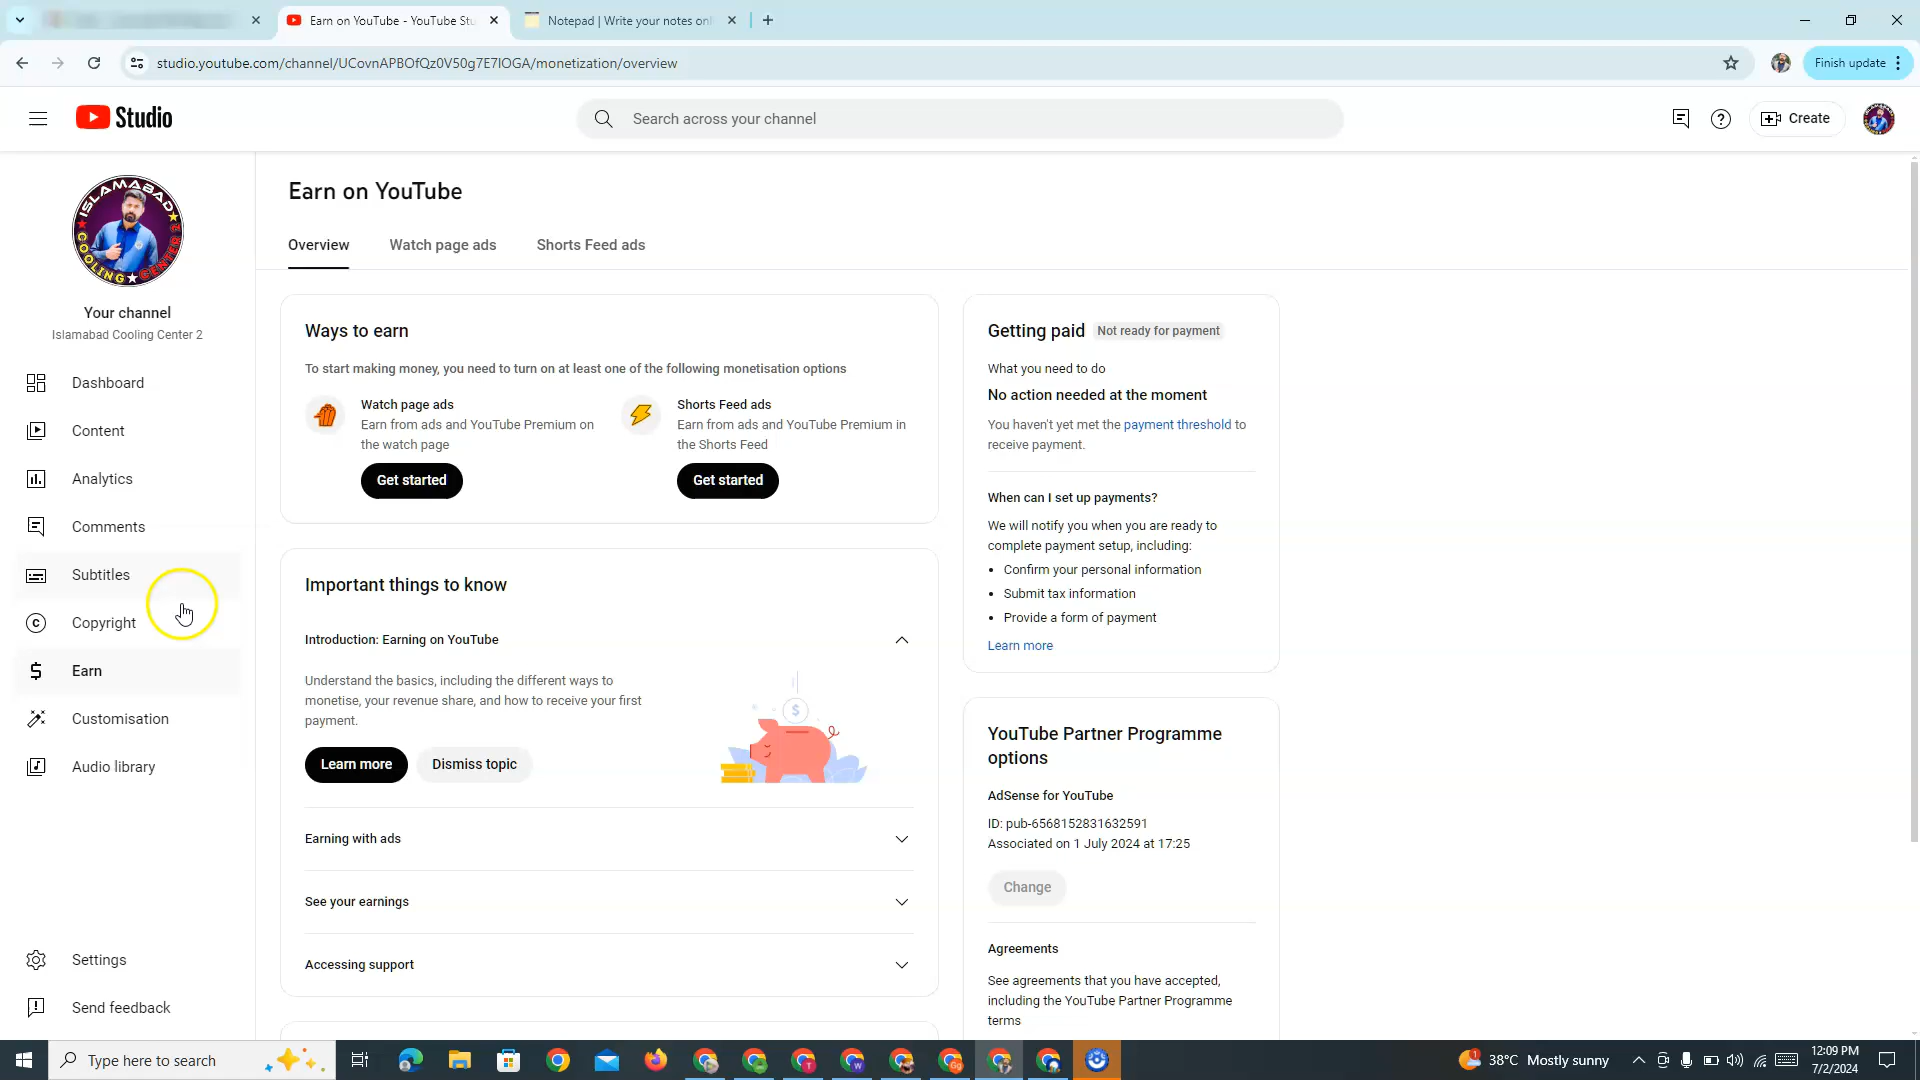 Earn on YouTube - YouTube Stu
Notepad | Write your notes onl
studio.youtube.com/channel/UCovnAPBOfQz0V50g7E7IOGA/monetization/overview
Finish update
Studio
Search across your channel
Create
ISLAMABAD
COOLING CENTER 2
Your channel
Islamabad Cooling Center 2
Dashboard
Content
Analytics
Comments
Subtitles
Copyright
Earn
Customisation
Audio library
Settings
Send feedback
Earn on YouTube
Overview
Watch page ads
Shorts Feed ads
Ways to earn
To start making money, you need to turn on at least one of the following monetisation options
Watch page ads
Earn from ads and YouTube Premium on
the watch page
Get started
Shorts Feed ads
Earn from ads and YouTube Premium in
the Shorts Feed
Get started
Important things to know
Introduction: Earning on YouTube
Understand the basics, including the different ways to
monetise, your revenue share, and how to receive your first
payment.
Learn more
Dismiss topic
Earning with ads
See your earnings
Accessing support
Getting paid
Not ready for payment
What you need to do
No action needed at the moment
You haven't yet met the payment threshold to
receive payment.
When can I set up payments?
We will notify you when you are ready to
complete payment setup, including:
• Confirm your personal information
• Submit tax information
• Provide a form of payment
Learn more
YouTube Partner Programme
options
AdSense for YouTube
ID: pub-6568152831632591
Associated on 1 July 2024 at 17:25
Change
Agreements
See agreements that you have accepted,
including the YouTube Partner Programme
terms
Type here to search
38°C Mostly sunny
12:09 PM
7/2/2024